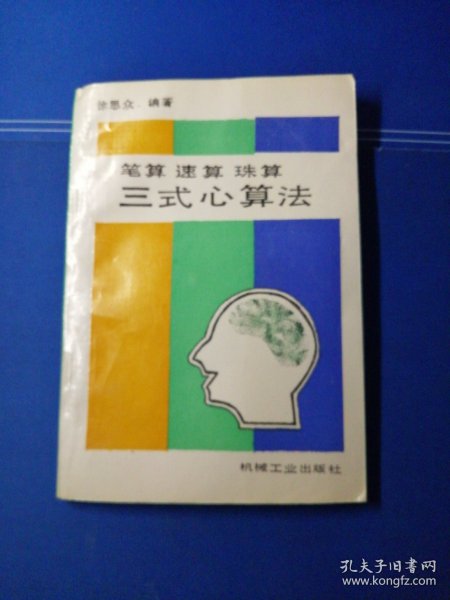 徐思众 编著
笔算 速算 珠算
三式心算法
机械工业出版社
孔夫子旧书网
www.kongfz.com